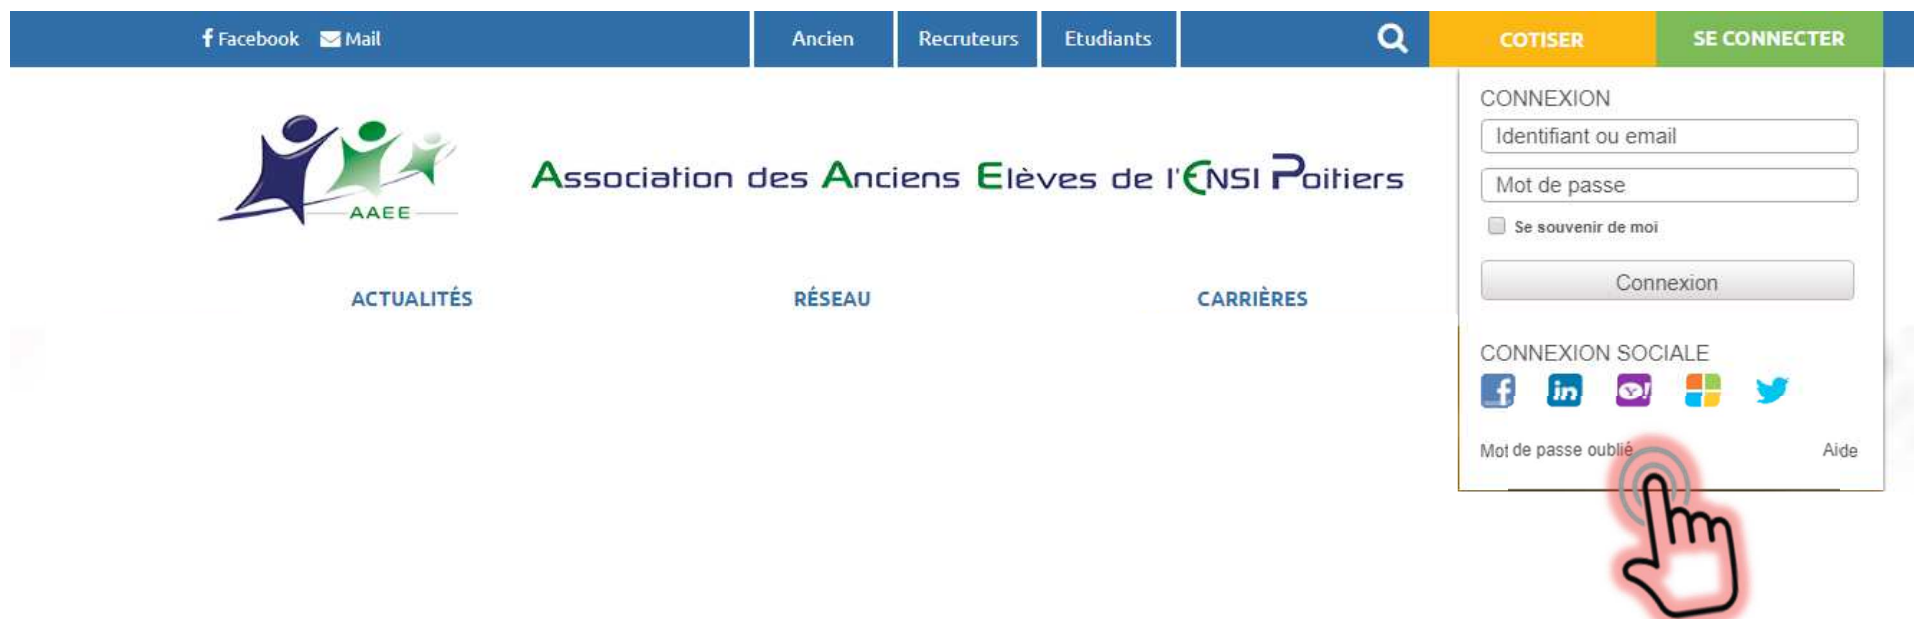 Facebook Mail Ancien Recruteurs Etudiants COTISER SE CONNECTER
AAEE
Association des Anciens Elèves de l'ENSI Poitiers
ACTUALITÉS RÉSEAU CARRIÈRES
CONNEXION
Identifiant ou email
Mot de passe
Se souvenir de moi
Connexion
CONNEXION SOCIALE
Mot de passe oublié Aide